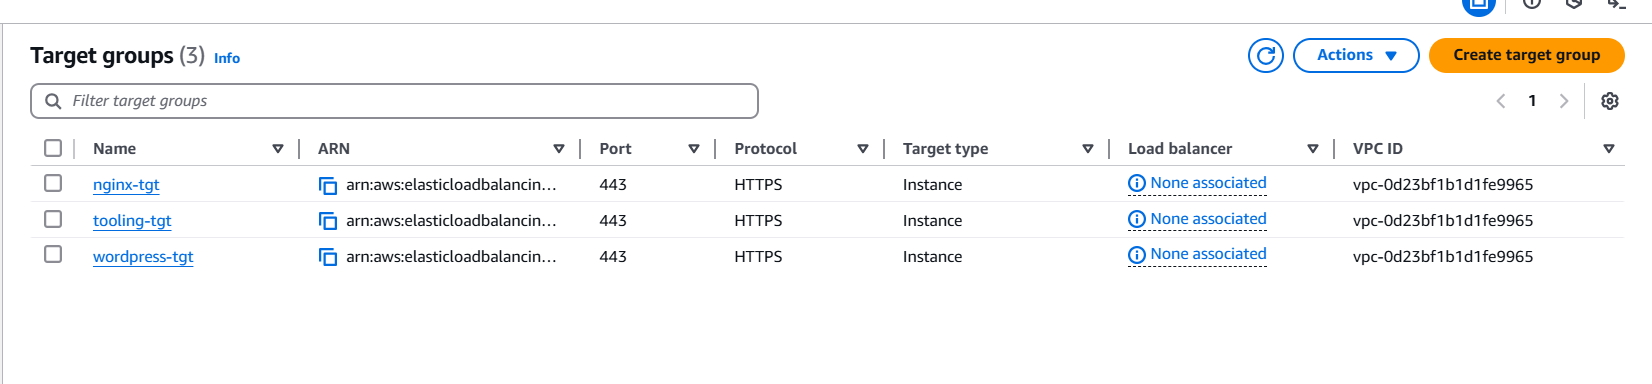 Target groups (3) Info
Actions
Create target group
Filter target groups
1
Name ARN Port Protocol Target type Load balancer VPC ID
nginx-tgt arn:aws:elasticloadbalancin... 443 HTTPS Instance None associated vpc-0d23bf1b1d1fe9965
tooling-tgt arn:aws:elasticloadbalancin... 443 HTTPS Instance None associated vpc-0d23bf1b1d1fe9965
wordpress-tgt arn:aws:elasticloadbalancin... 443 HTTPS Instance None associated vpc-0d23bf1b1d1fe9965